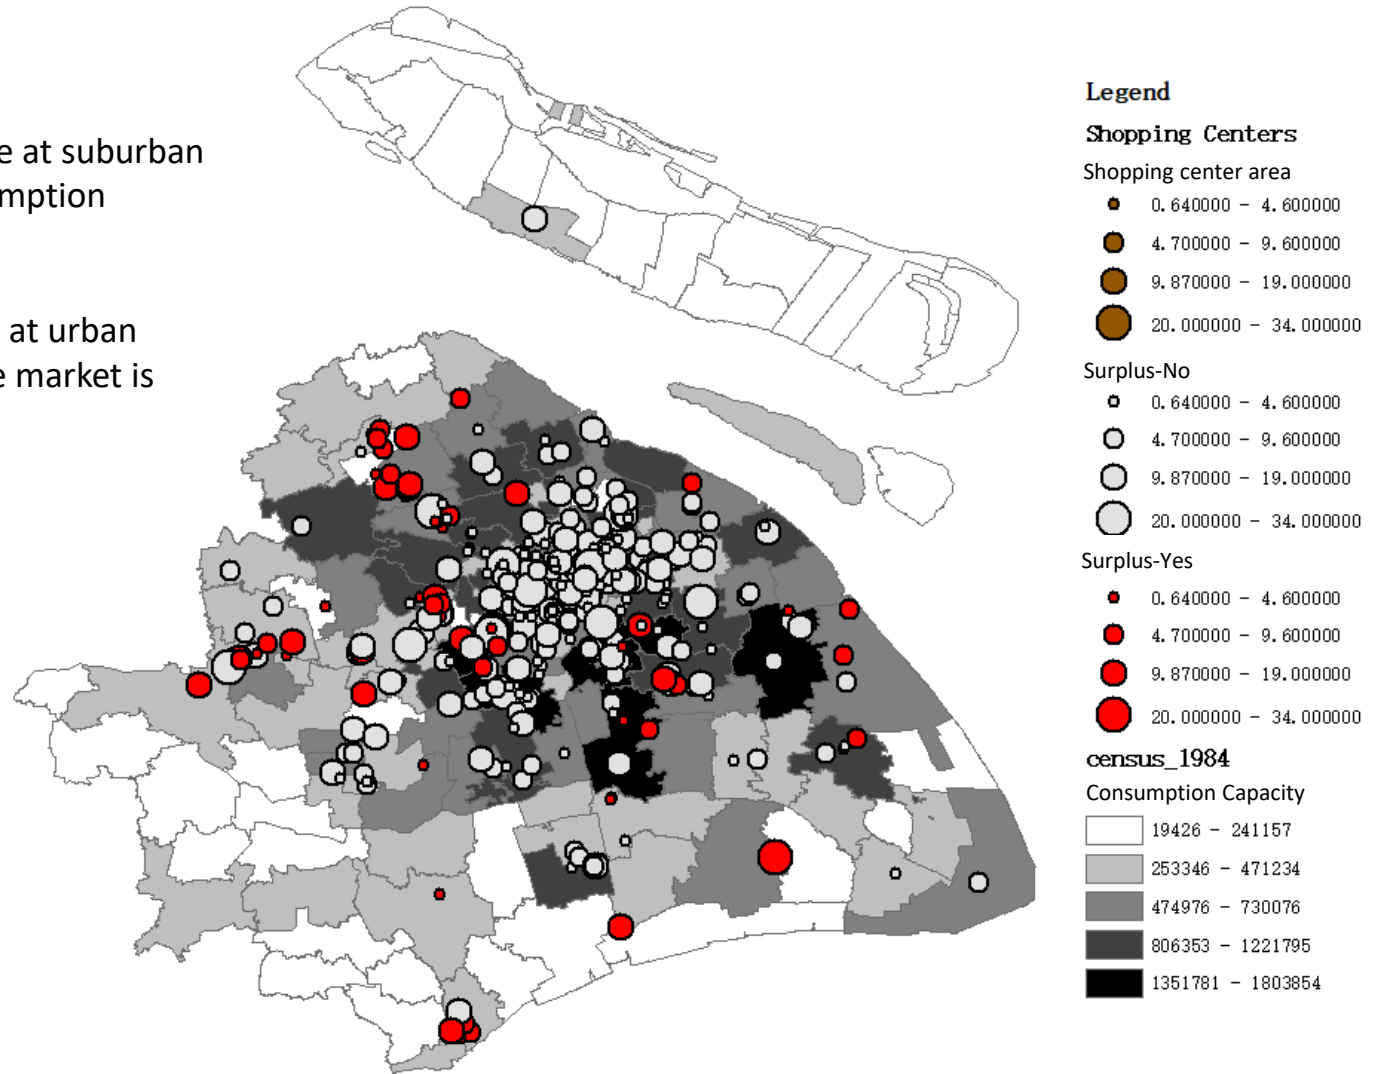 e at suburban
mption
at urban
e market is
Legend
Shopping Centers
Shopping center area
0.640000 - 4.600000
4.700000 - 9.600000
9.870000 - 19.000000
20.000000 - 34.000000
Surplus-No
0.640000 - 4.600000
4.700000 - 9.600000
9.870000 - 19.000000
20.000000 - 34.000000
Surplus-Yes
0.640000 - 4.600000
4.700000 - 9.600000
9.870000 - 19.000000
20.000000 - 34.000000
census_1984
Consumption Capacity
19426 - 241157
253346 - 471234
474976 - 730076
806353 - 1221795
1351781 - 1803854